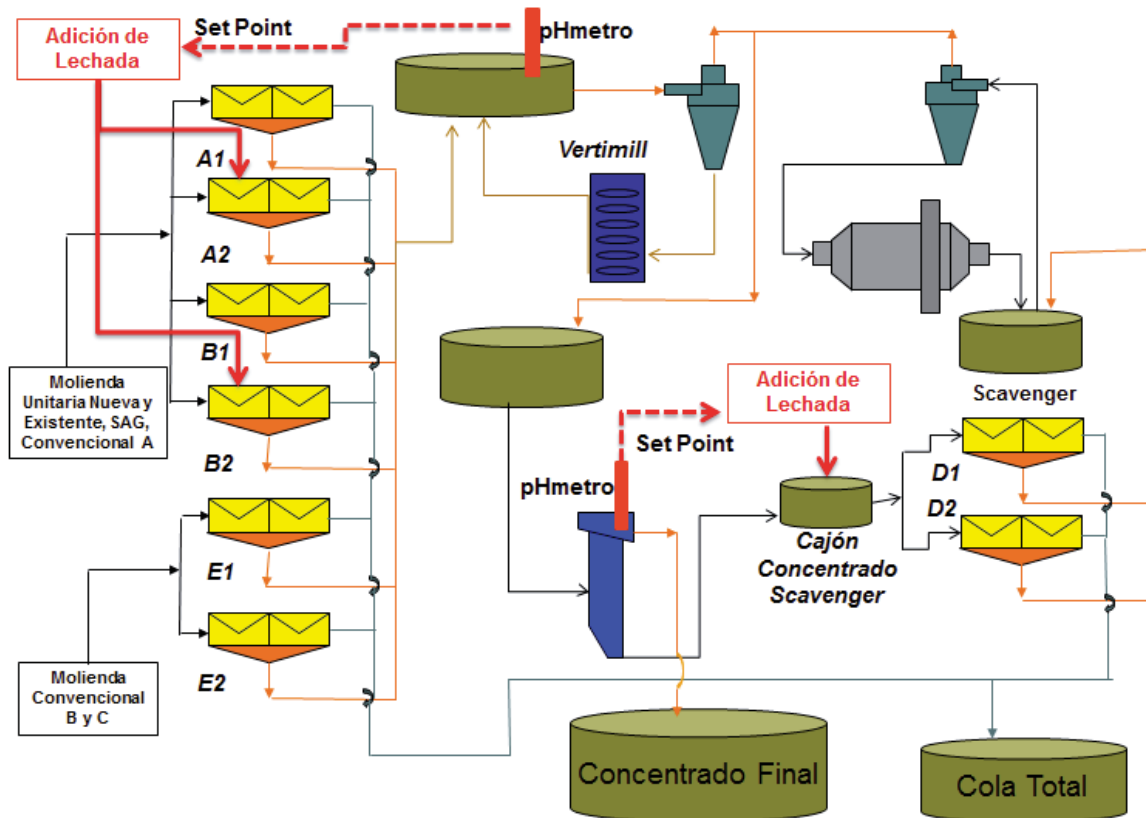 Adición de
Lechada
Set Point
pHmetro
A1
A2
B1
B2
E1
E2
Molienda
Unitaria Nueva y
Existente, SAG,
Convencional A
Molienda
Convencional
B y C
Vertimill
Scavenger
Adición de
Lechada
Set Point
pHmetro
Cajón
Concentrado
Scavenger
D1
D2
Concentrado Final
Cola Total